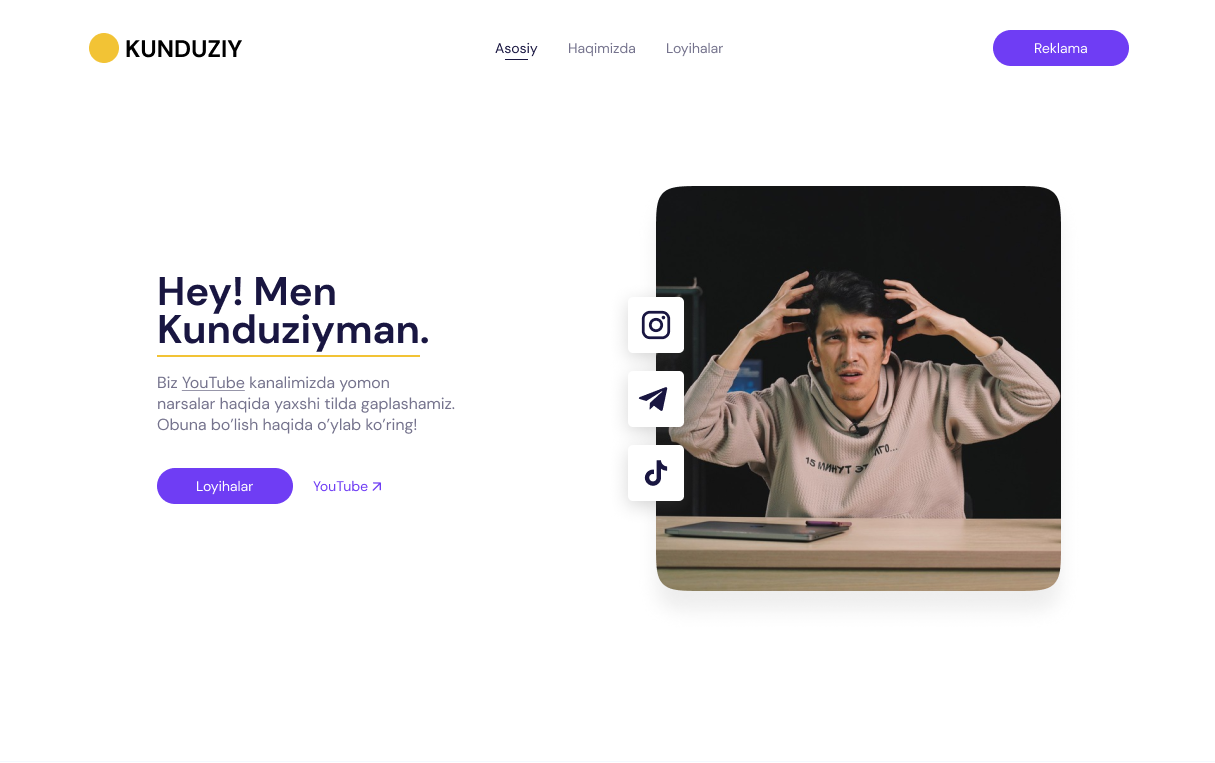 KUNDUZIY
Asosiy
Haqimizda
Loyihalar
Reklama
Hey! Men
Kunduziyman.
Biz YouTube kanalimizda yomon
narsalar haqida yaxshi tilda gaplashamiz.
Obuna bo’lish haqida o’ylab ko’ring!
Loyihalar
YouTube
15 МИНУТ